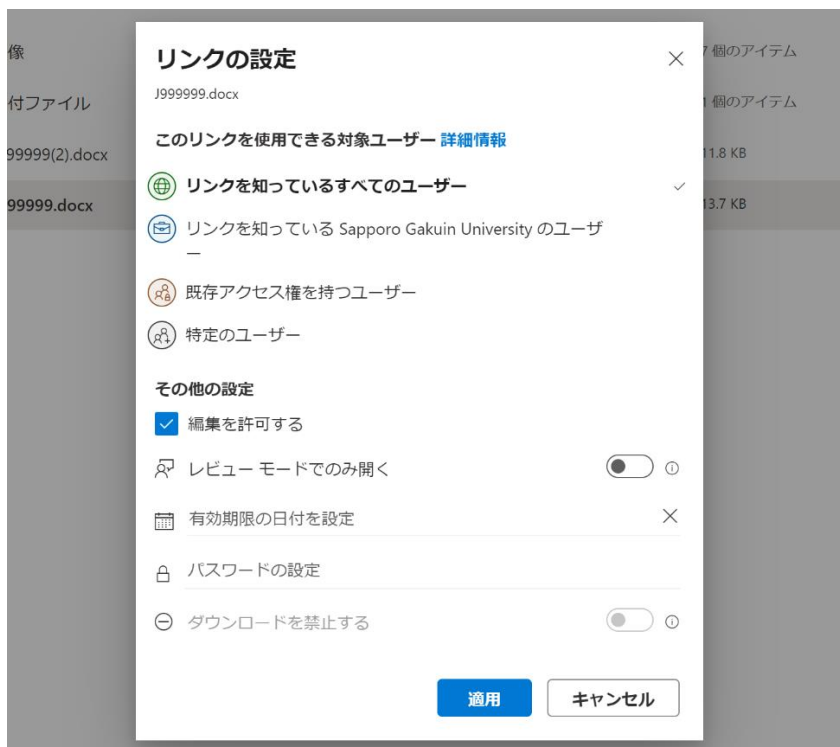 リンクの設定
J999999.docx
像
7 個のアイテム
付ファイル
1 個のアイテム
99999(2).docx
11.8 KB
99999.docx
13.7 KB
このリンクを使用できる対象ユーザー 詳細情報
リンクを知っているすべてのユーザー
リンクを知っている Sapporo Gakuin University のユーザ
ー
既存アクセス権を持つユーザー
特定のユーザー
その他の設定
編集を許可する
レビュー モードでのみ開く
有効期限の日付を設定
パスワードの設定
ダウンロードを禁止する
適用
キャンセル